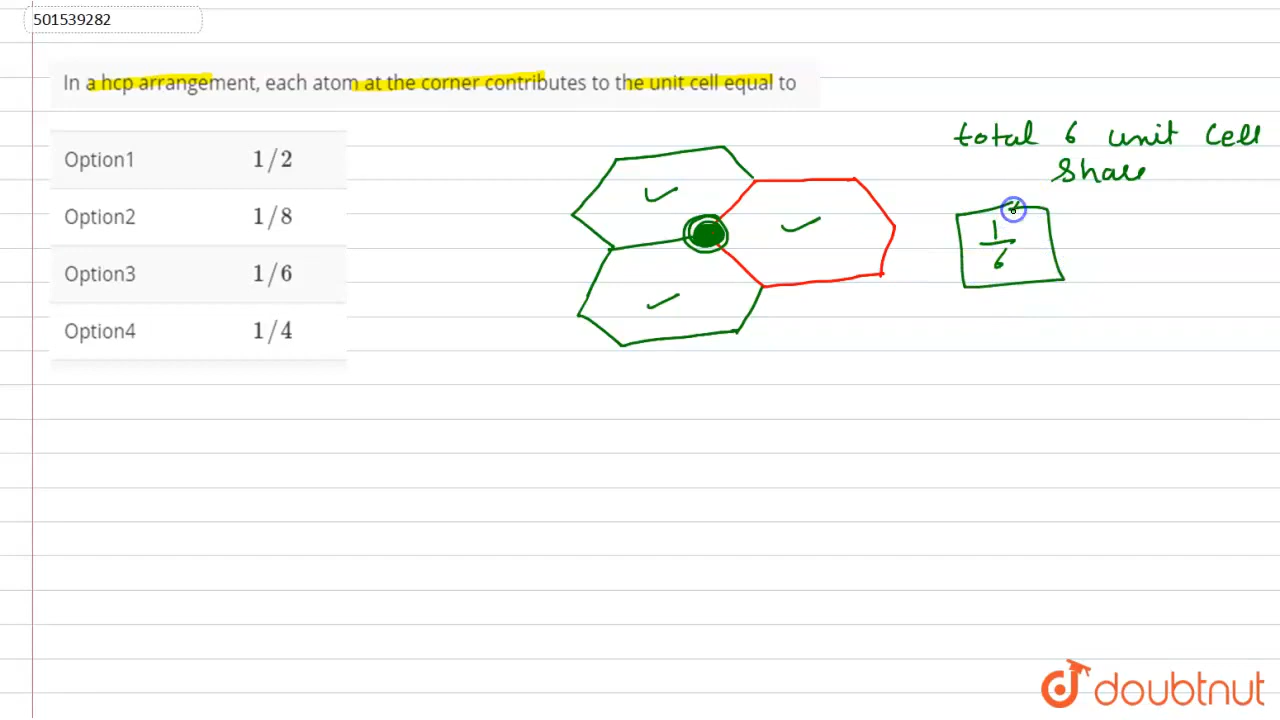 501539282
In a hcp arrangement, each atom at the corner contributes to the unit cell equal to
Option1 1/2
Option2 1/8
Option3 1/6
Option4 1/4
total 6 unit cell
Share
1
6
doubtnut